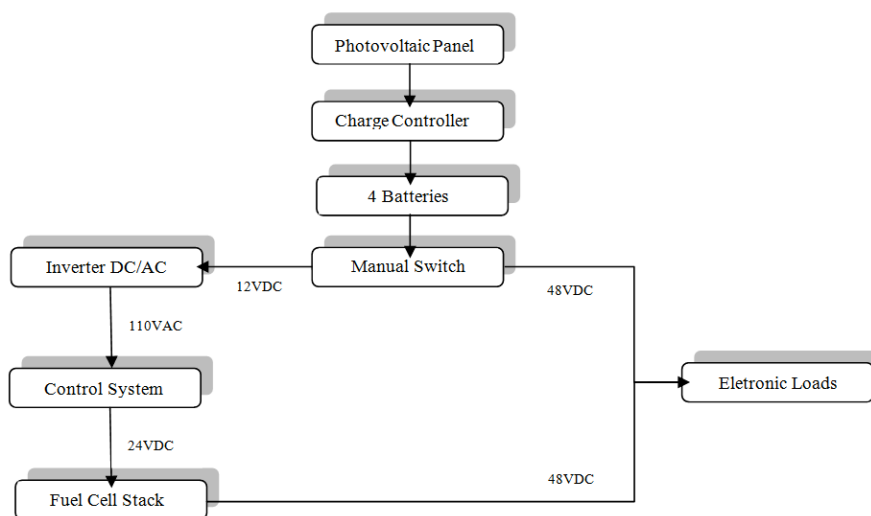 Photovoltaic Panel
Charge Controller
4 Batteries
Manual Switch
Inverter DC/AC
12VDC
48VDC
110VAC
Control System
Eletronic Loads
24VDC
Fuel Cell Stack
48VDC